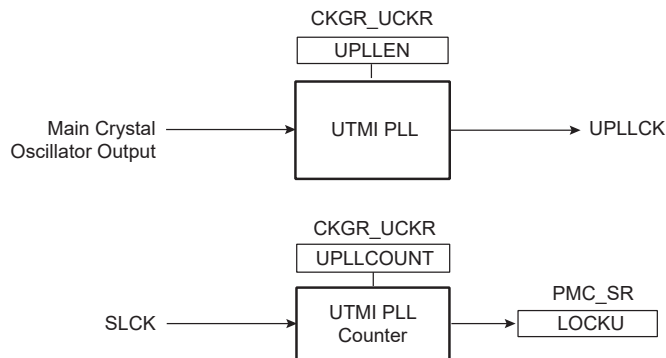 CKGR_UCKR
UPLLEN
Main Crystal
Oscillator Output
UTMI PLL
UPLLCK
CKGR_UCKR
UPLLCOUNT
SLCK
UTMI PLL
Counter
PMC_SR
LOCKU